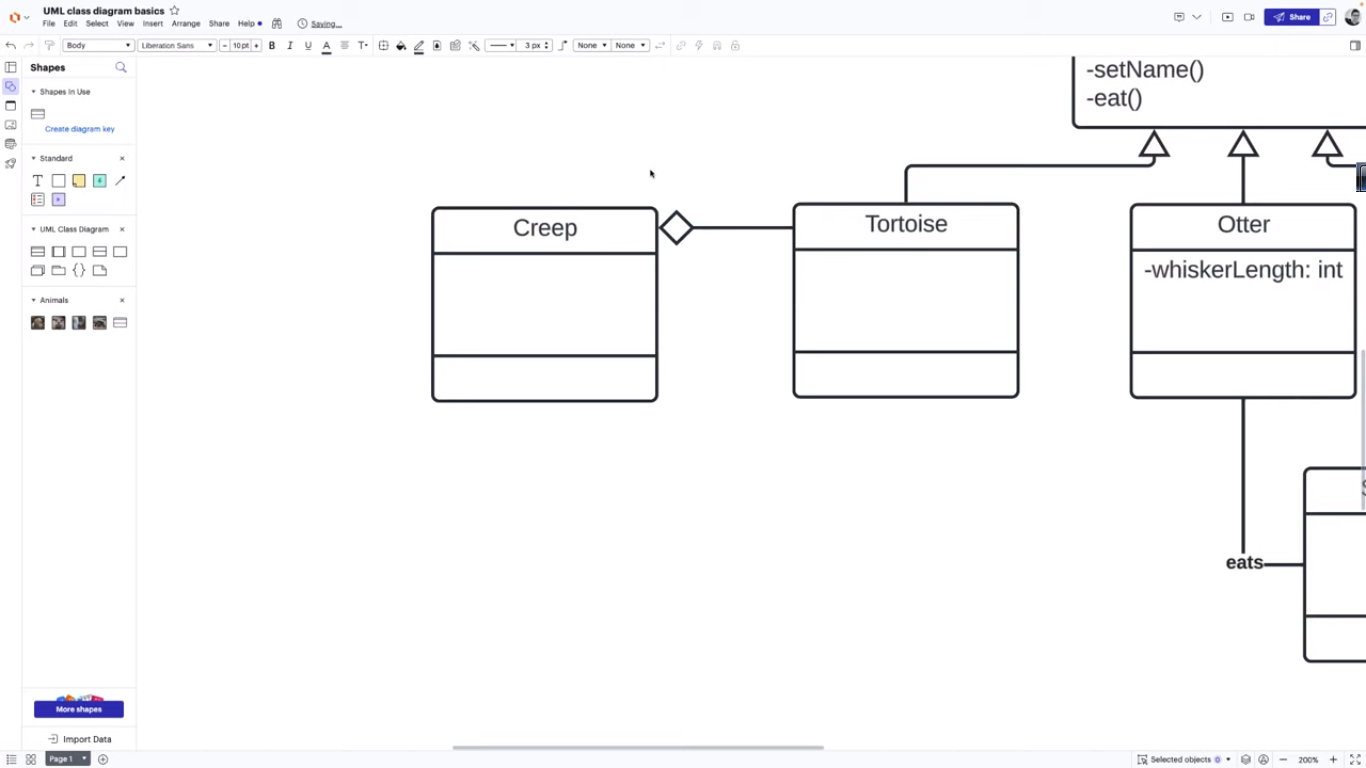 UML class diagram basics
File Edit Select View Insert Arrange Share Help Saving...
Share
Body Liberation Sans 10 pt 3 px None None
Shapes
Shapes In Use
Create diagram key
Standard
UML Class Diagram
Animals
More shapes
Import Data
-setName()
-eat()
Creep
Tortoise
Otter
-whiskerLength: int
eats
Page 1
Selected objects 200%